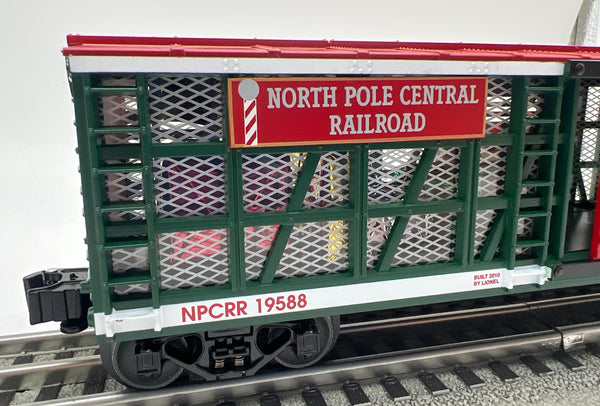 NORTH POLE CENTRAL
RAILROAD
BUILT 2010
BY LIONEL
NPCRR 19588